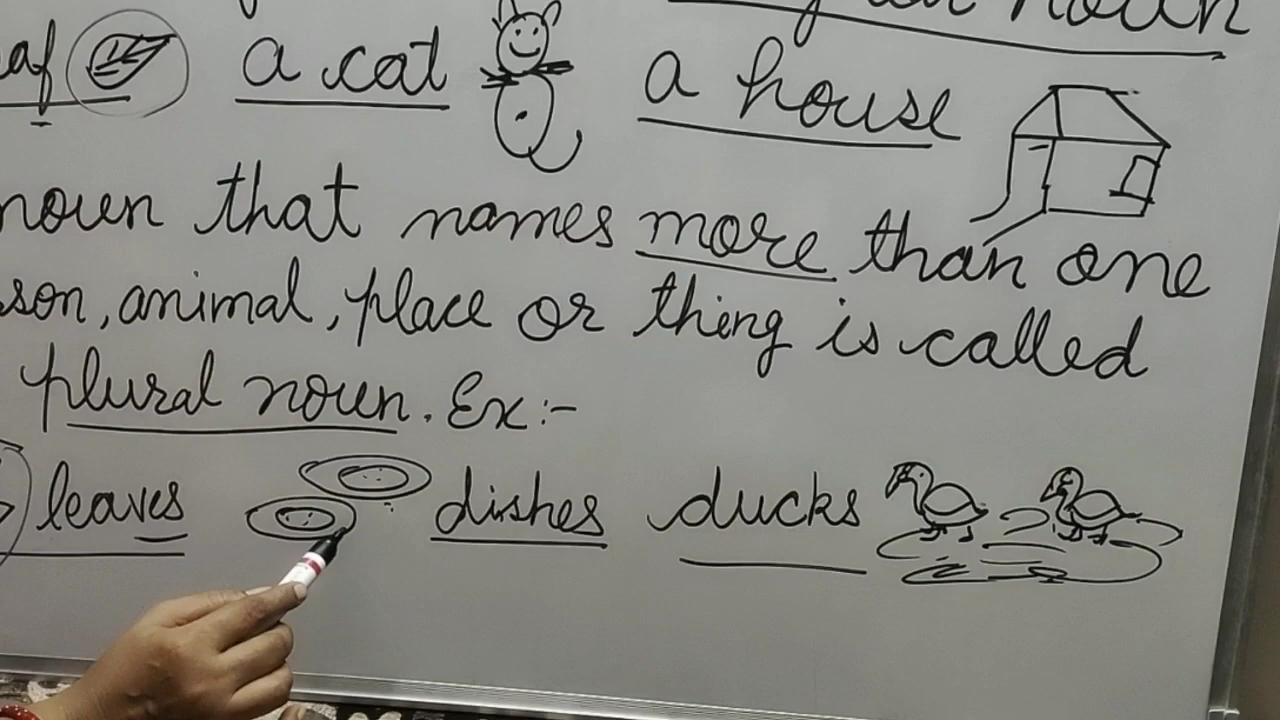 noun
a cat a house
noun that names more than one
son, animal, place or thing is called
plural noun. Ex:-
leaves dishes ducks